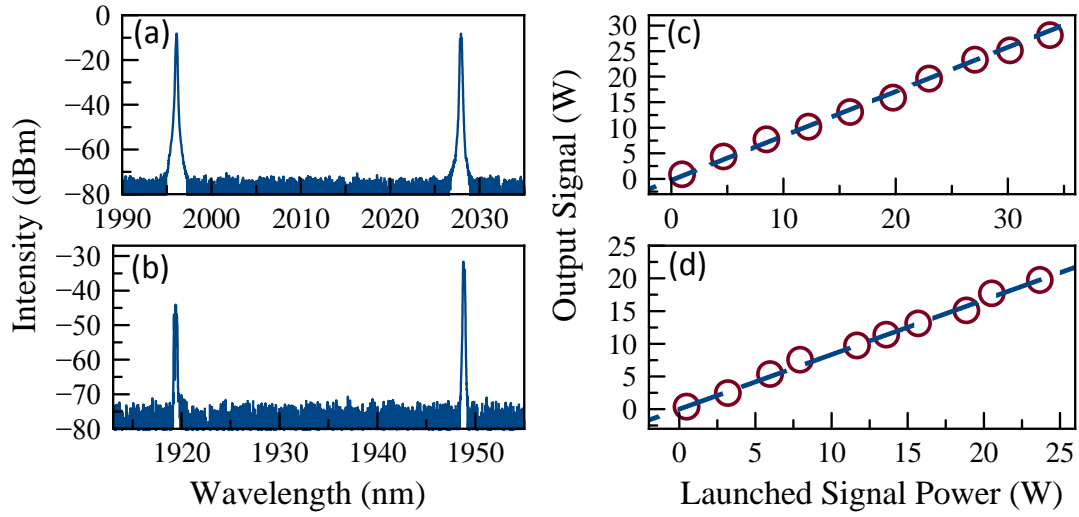 (a)
0
−20
−40
−60
−80
1990 2000 2010 2020 2030
(b)
−30
−40
−50
−60
−70
−80
1920 1930 1940 1950
Intensity (dBm)
Wavelength (nm)
(c)
30
25
20
15
10
5
0
0 10 20 30
(d)
25
20
15
10
5
0
0 5 10 15 20 25
Output Signal (W)
Launched Signal Power (W)